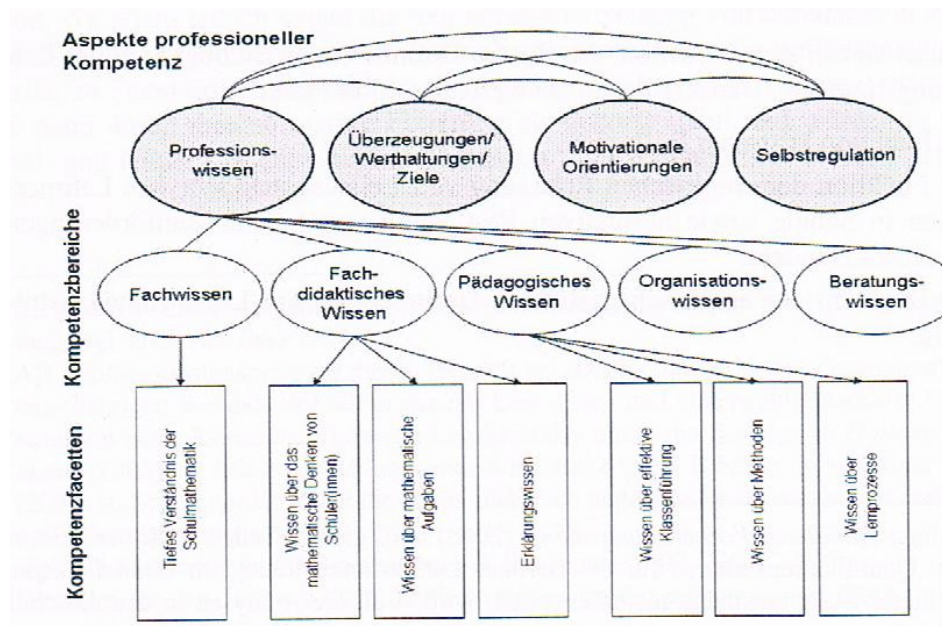 Aspekte professioneller
Kompetenz
Professions-
wissen
Überzeugungen/
Werthaltungen/
Ziele
Motivationale
Orientierungen
Selbstregulation
Kompetenzbereiche
Fachwissen
Fach-
didaktisches
Wissen
Pädagogisches
Wissen
Organisations-
wissen
Beratungs-
wissen
Kompetenzfacetten
Tiefes Verständnis der
Schulmathematik
Wissen über das
mathematische Denken von
Schüler(innen)
Wissen über mathematische
Aufgaben
Erklärungswissen
Wissen über effektive
Klassenführung
Wissen über Methoden
Wissen über
Lernprozesse